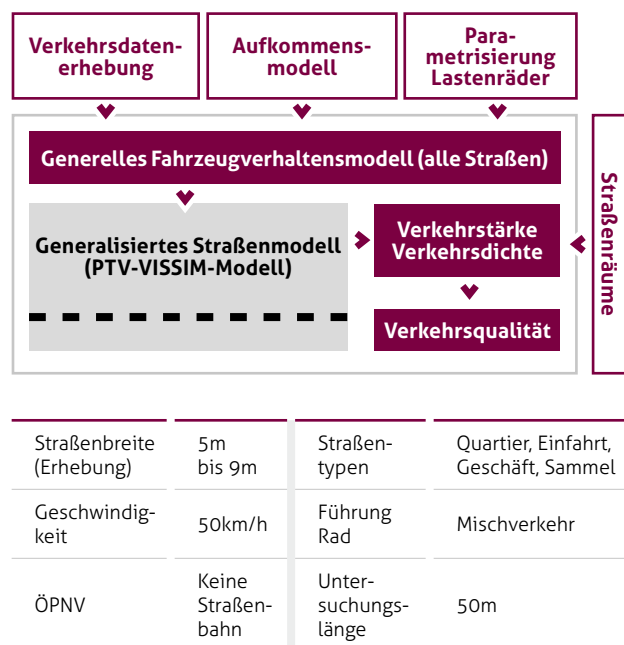 Verkehrsdaten-
erhebung
Aufkommens-
modell
Para-
metrisierung
Lastenräder
Generelles Fahrzeugverhaltensmodell (alle Straßen)
Generalisiertes Straßenmodell
(PTV-VISSIM-Modell)
Verkehrstärke
Verkehrsdichte
Verkehrsqualität
Straßenräume
Straßenbreite
(Erhebung)
5m
bis 9m
Straßen-
typen
Quartier, Einfahrt,
Geschäft, Sammel
Geschwindig-
keit
50km/h
Führung
Rad
Mischverkehr
ÖPNV
Keine
Straßen-
bahn
Unter-
suchungs-
länge
50m